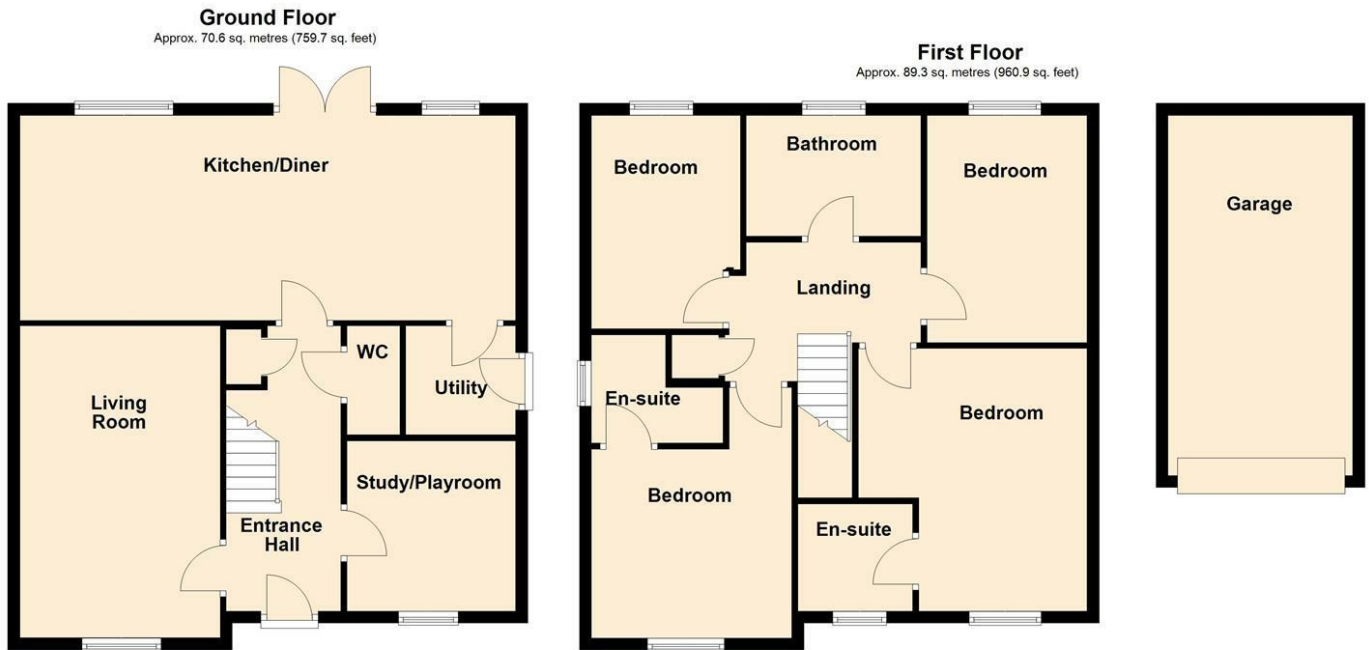 Ground Floor
Approx. 70.6 sq. metres (759.7 sq. feet)
Kitchen/Diner
WC
Utility
Living
Room
Study/Playroom
Entrance
Hall
First Floor
Approx. 89.3 sq. metres (960.9 sq. feet)
Bedroom
Bathroom
Bedroom
Landing
En-suite
Bedroom
Bedroom
En-suite
Garage